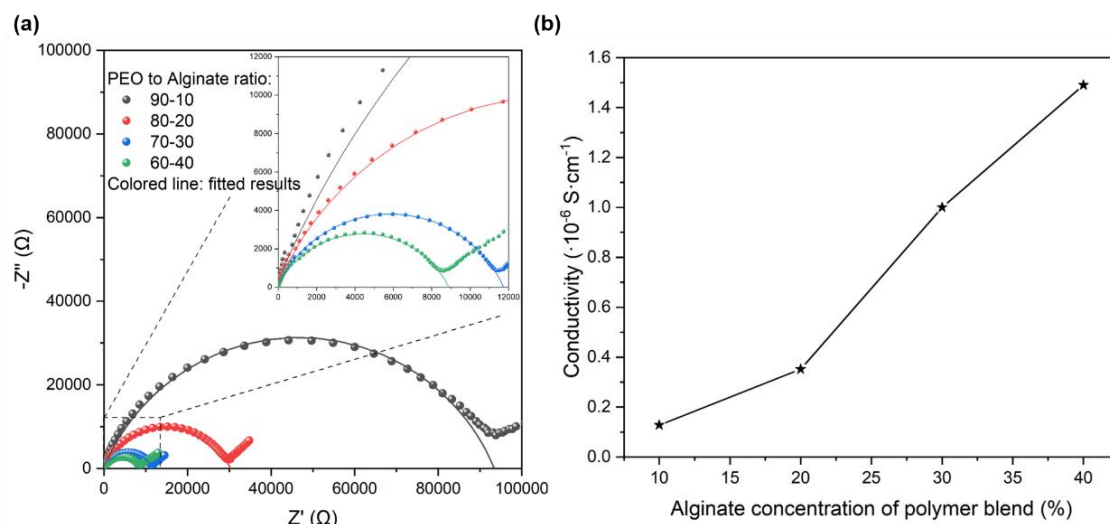 (a)
100000
80000
60000
40000
20000
0
-Z'' (Ω)
0 20000 40000 60000 80000 100000
Z' (Ω)
PEO to Alginate ratio:
90-10
80-20
70-30
60-40
Colored line: fitted results
12000
10000
8000
6000
4000
2000
0
0 2000 4000 6000 8000 10000 12000
(b)
1.6
1.4
1.2
1.0
0.8
0.6
0.4
0.2
0.0
Conductivity (·10⁻⁶ S·cm⁻¹)
10 15 20 25 30 35 40
Alginate concentration of polymer blend (%)